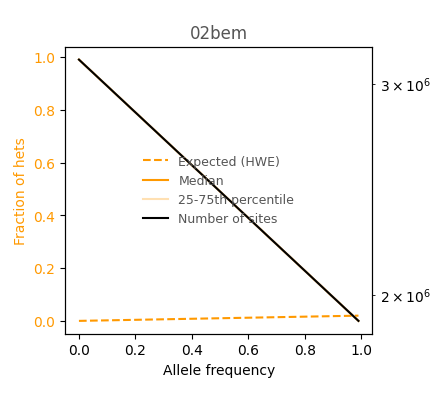 02bem
1.0
0.8
0.6
0.4
0.2
0.0
Fraction of hets
Expected (HWE)
Median
25-75th percentile
Number of sites
3 × 10⁶
2 × 10⁶
0.0 0.2 0.4 0.6 0.8 1.0
Allele frequency